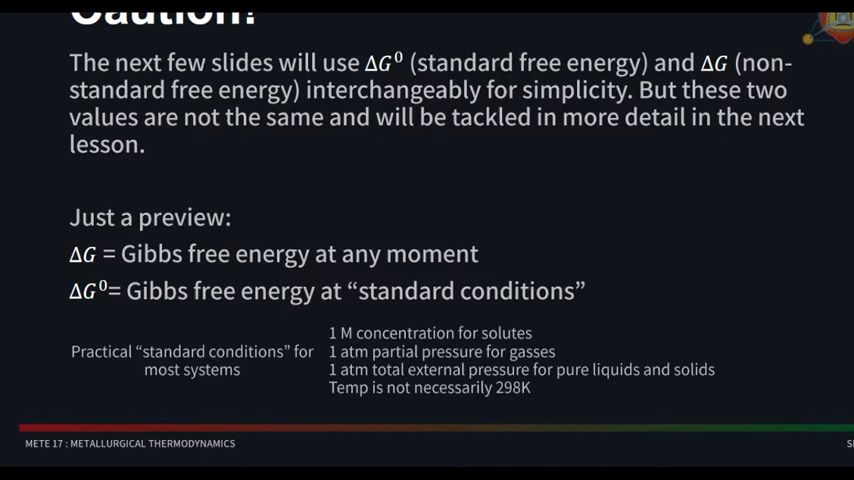 Caution!
The next few slides will use ΔG⁰ (standard free energy) and ΔG (non-
standard free energy) interchangeably for simplicity. But these two
values are not the same and will be tackled in more detail in the next
lesson.
Just a preview:
ΔG = Gibbs free energy at any moment
ΔG⁰= Gibbs free energy at “standard conditions”
Practical “standard conditions” for
most systems
1 M concentration for solutes
1 atm partial pressure for gasses
1 atm total external pressure for pure liquids and solids
Temp is not necessarily 298K
METE 17 : METALLURGICAL THERMODYNAMICS